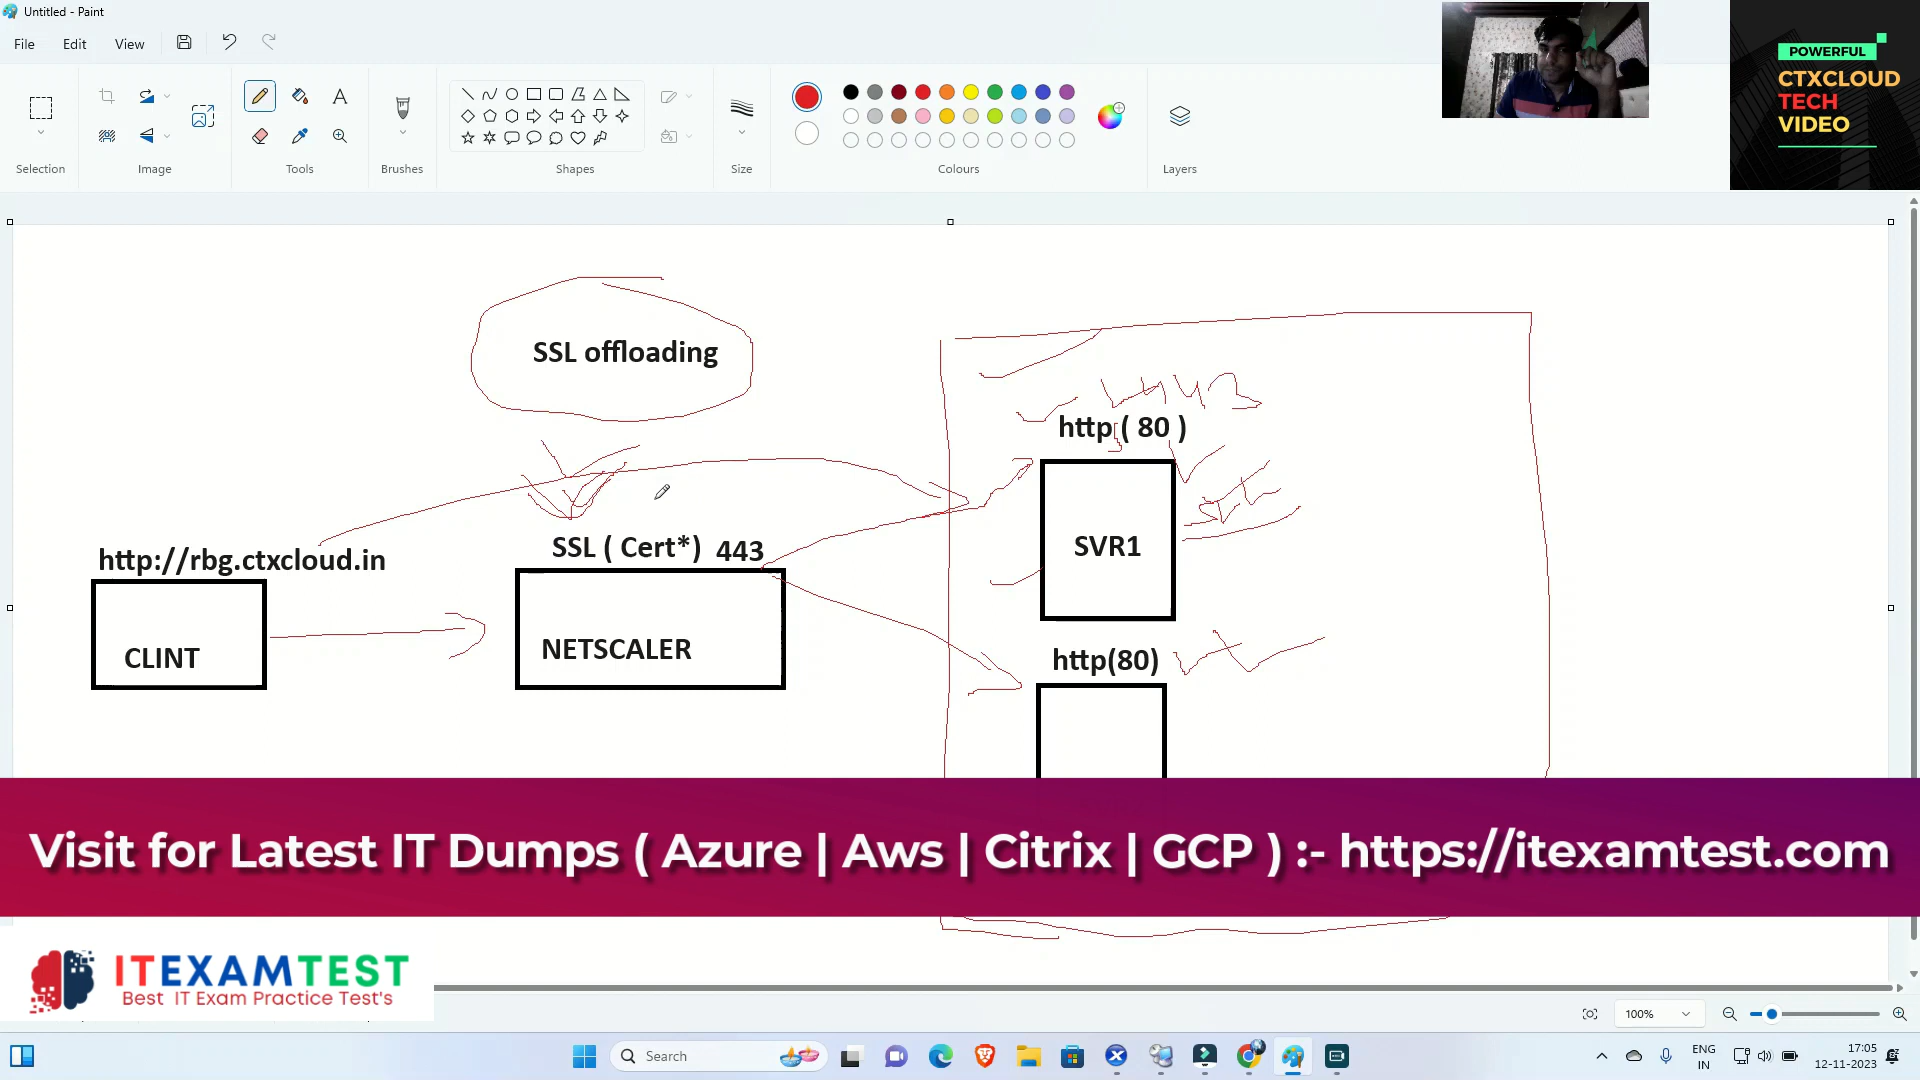 Untitled - Paint
File Edit View
POWERFUL
CTXCLOUD
TECH
VIDEO
Selection Image Tools Brushes Shapes Size Colours Layers
SSL offloading
http ( 80 )
SSL ( Cert*) 443
http://rbg.ctxcloud.in
SVR1
CLINT
NETSCALER
http(80)
Visit for Latest IT Dumps ( Azure | Aws | Citrix | GCP ) :- https://itexamtest.com
ITEXAMTEST
Best IT Exam Practice Test's
100%
Search
ENG
IN
17:05
12-11-2023